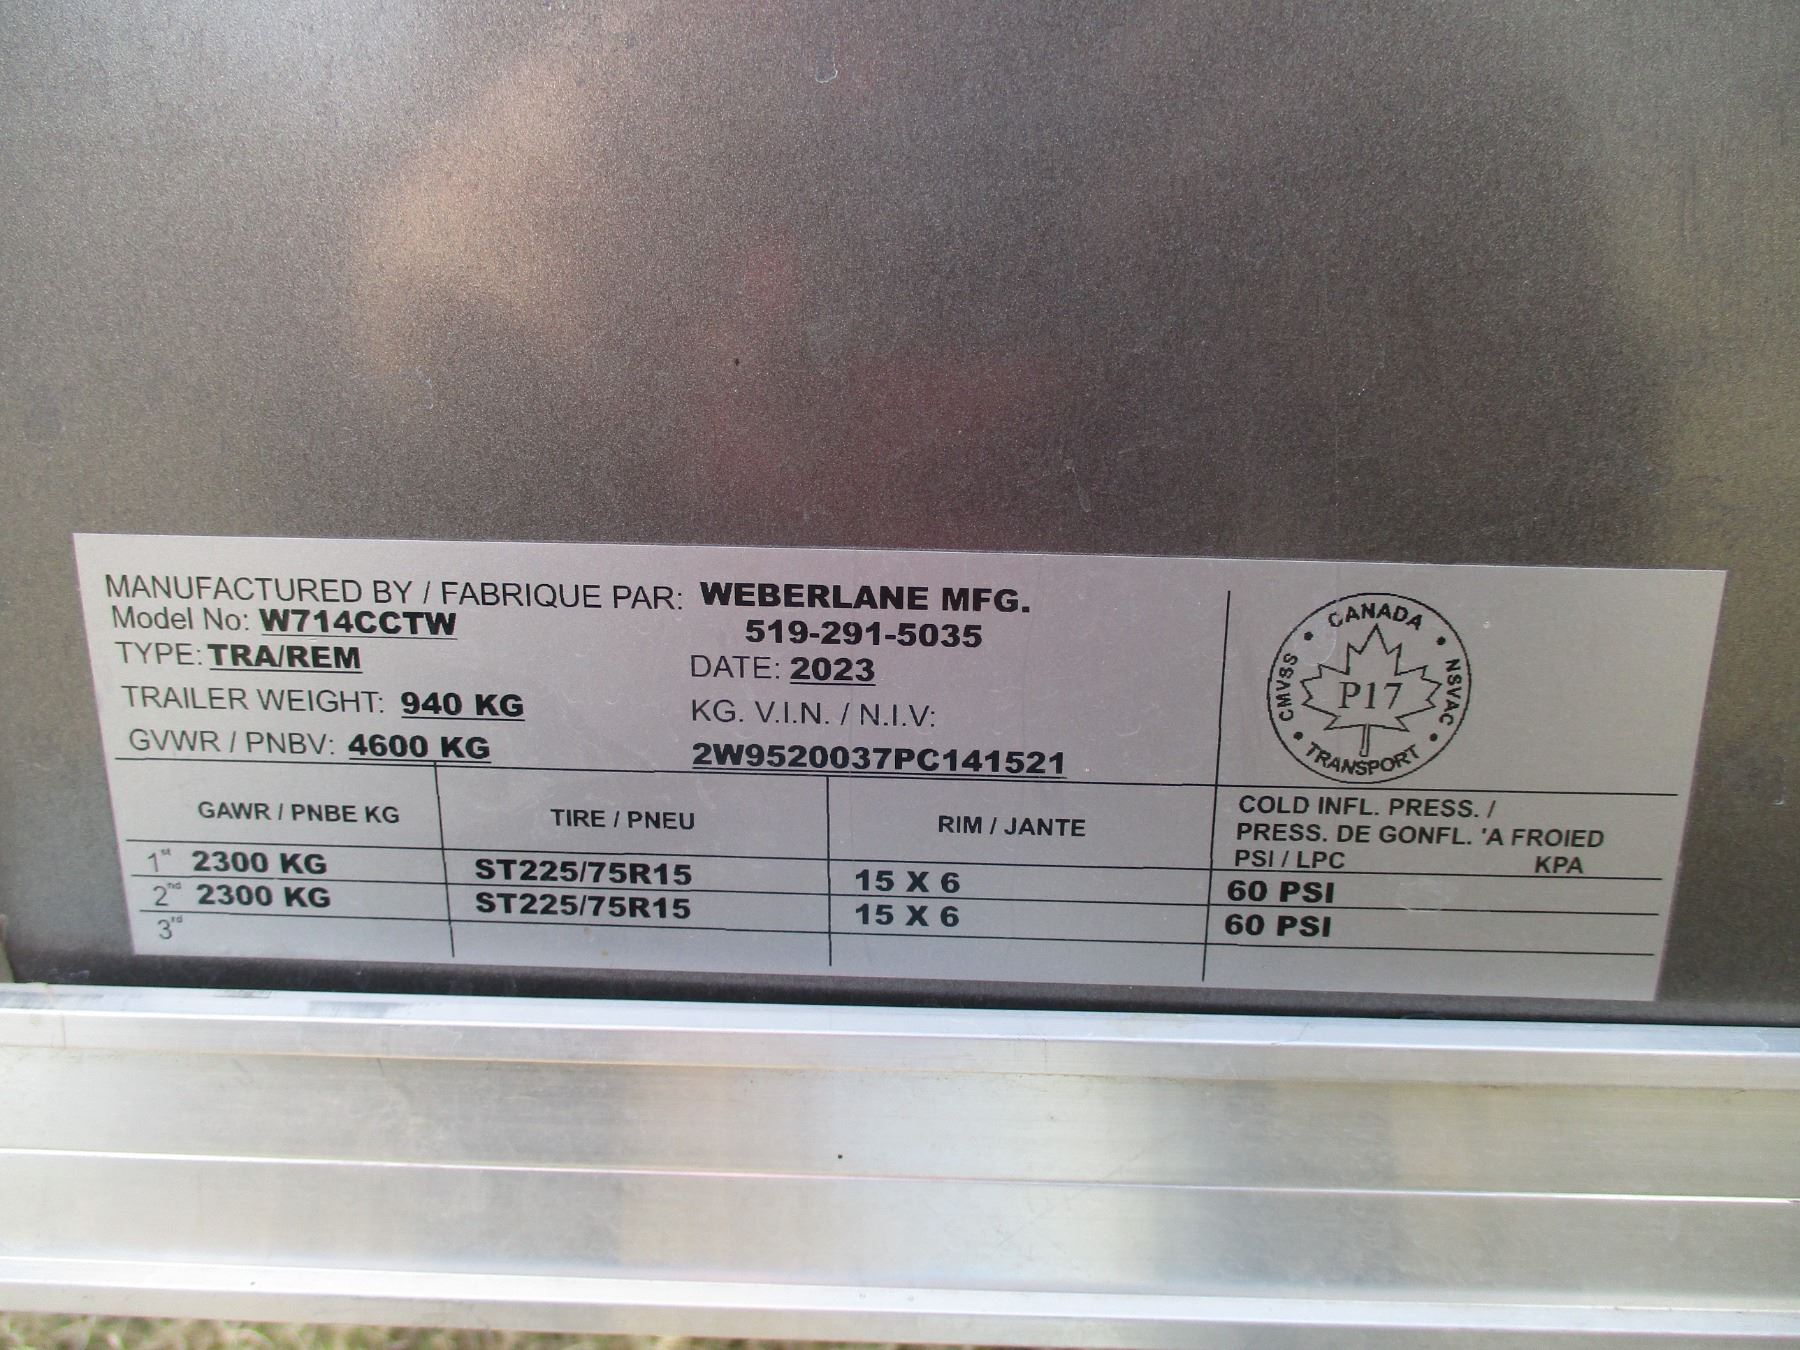 MANUFACTURED BY / FABRIQUE PAR: WEBERLANE MFG.
Model No: W714CCTW 519-291-5035
TYPE: TRA/REM DATE: 2023
TRAILER WEIGHT: 940 KG KG. V.I.N. / N.I.V:
GVWR / PNBV: 4600 KG 2W9520037PC141521
CANADA
CMVSS P17 NSVAC
TRANSPORT
GAWR / PNBE KG TIRE / PNEU RIM / JANTE COLD INFL. PRESS. /
PRESS. DE GONFL. 'A FROIED
PSI / LPC KPA
1st 2300 KG ST225/75R15 15 X 6 60 PSI
2nd 2300 KG ST225/75R15 15 X 6 60 PSI
3rd